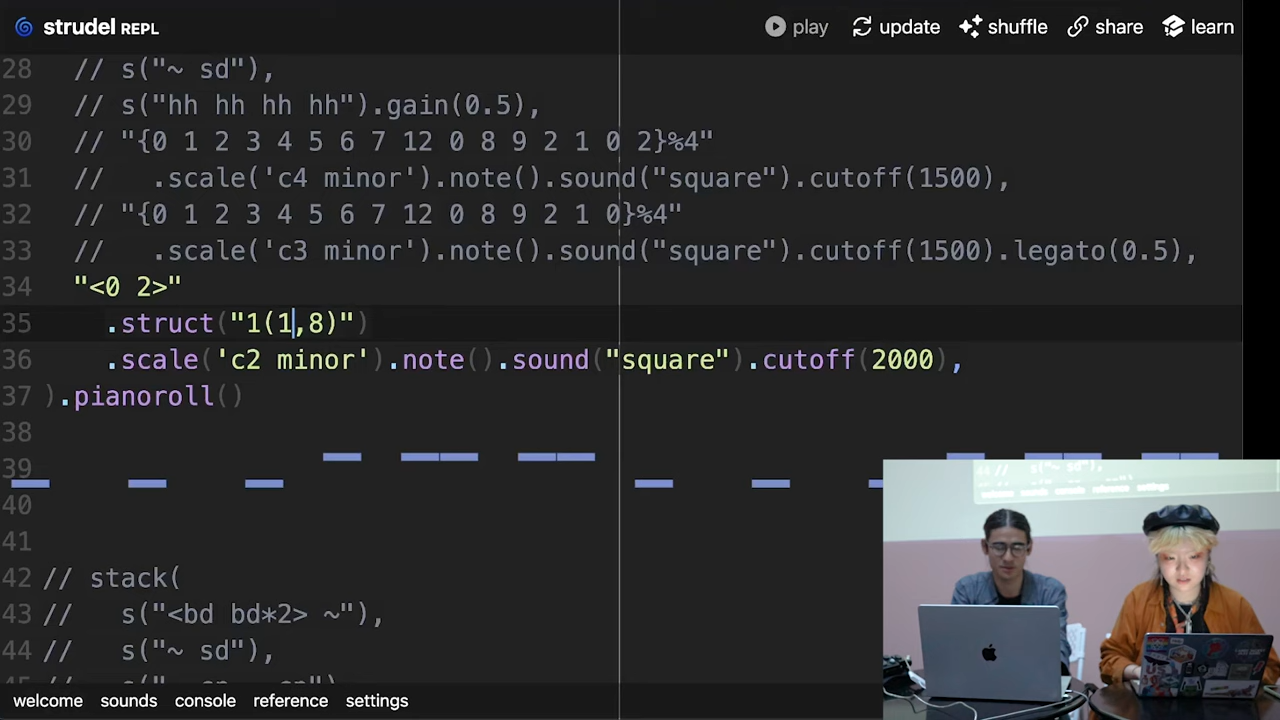 strudel REPL
play update shuffle share learn
28 // s("~ sd"),
29 // s("hh hh hh hh").gain(0.5),
30 // "{0 1 2 3 4 5 6 7 12 0 8 9 2 1 0 2}%4"
31 // .scale('c4 minor').note().sound("square").cutoff(1500),
32 // "{0 1 2 3 4 5 6 7 12 0 8 9 2 1 0}%4"
33 // .scale('c3 minor').note().sound("square").cutoff(1500).legato(0.5),
34 "<0 2>"
35 .struct("1(1,8)")
36 .scale('c2 minor').note().sound("square").cutoff(2000),
37 ).pianoroll()
38
39
40
41
42 // stack(
43 // s("<bd bd*2> ~"),
44 // s("~ sd"),
welcome sounds console reference settings